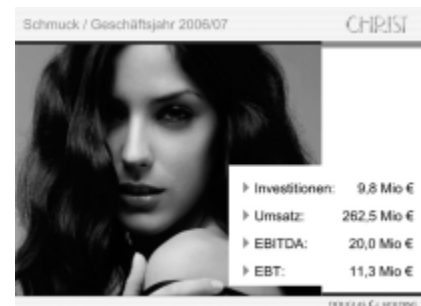 Schmuck / Geschäftsjahr 2006/07
CHRIST
Investitionen: 9,8 Mio €
Umsatz: 262,5 Mio €
EBITDA: 20,0 Mio €
EBT: 11,3 Mio €